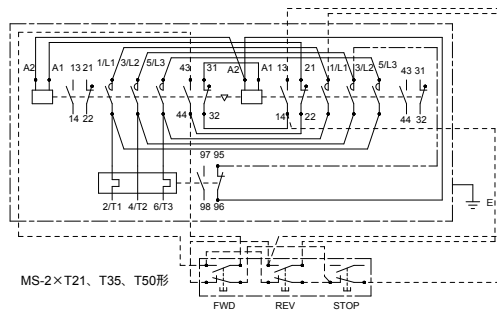 A2 A1 13 21 1/L1 3/L2 5/L3 43 31 A2 A1 13 21 1/L1 3/L2 5/L3 43 31
14 22 44 32 14 22 44 32
97 95
2/T1 4/T2 6/T3 98 96
E
MS-2×T21、T35、T50形
FWD REV STOP